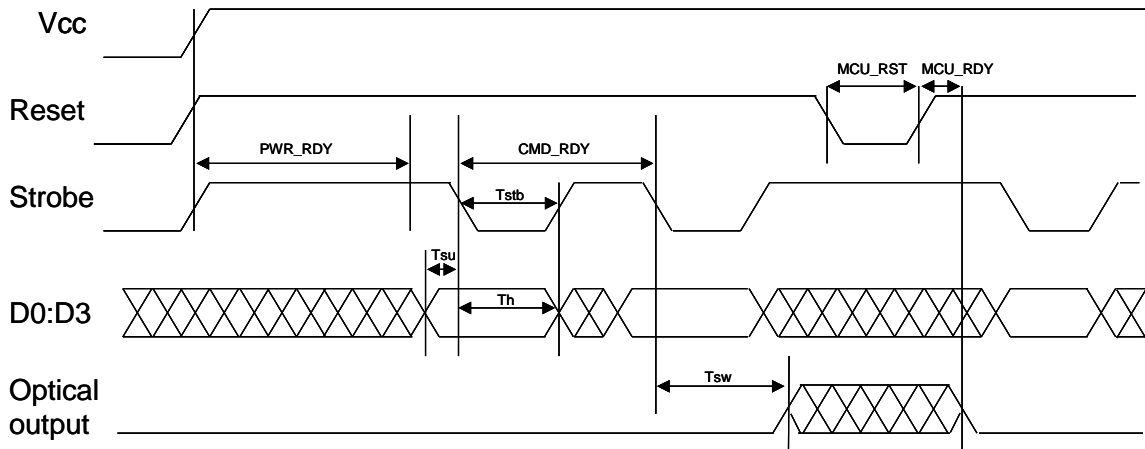 Vcc
MCU_RST
MCU_RDY
Reset
PWR_RDY
CMD_RDY
Strobe
Tstb
Tsu
D0:D3
Th
Tsw
Optical
output